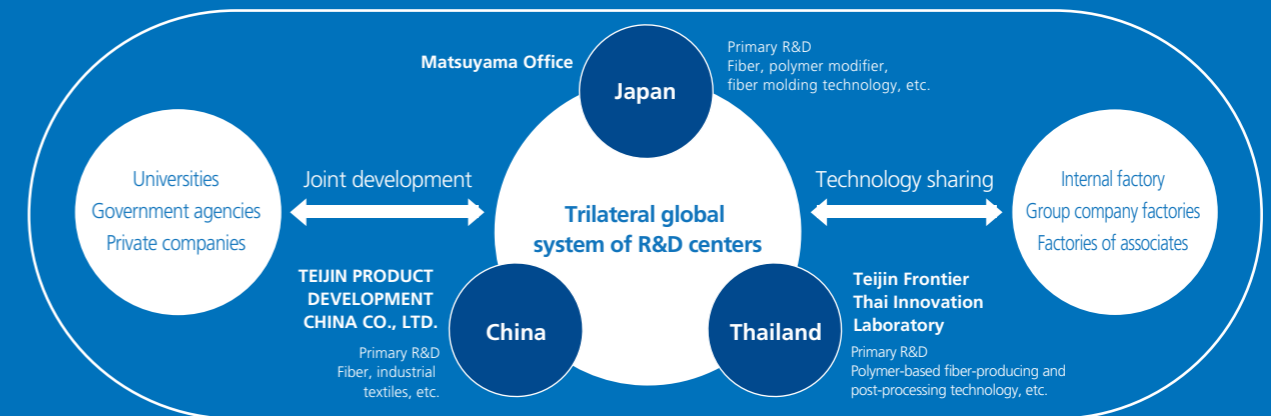 Matsuyama Office
Japan
Primary R&D
Fiber, polymer modifier,
fiber molding technology, etc.
Universities
Government agencies
Private companies
Joint development
Trilateral global
system of R&D centers
Technology sharing
Internal factory
Group company factories
Factories of associates
TEIJIN PRODUCT
DEVELOPMENT
CHINA CO., LTD.
Primary R&D
Fiber, industrial
textiles, etc.
China
Thailand
Teijin Frontier
Thai Innovation
Laboratory
Primary R&D
Polymer-based fiber-producing and
post-processing technology, etc.